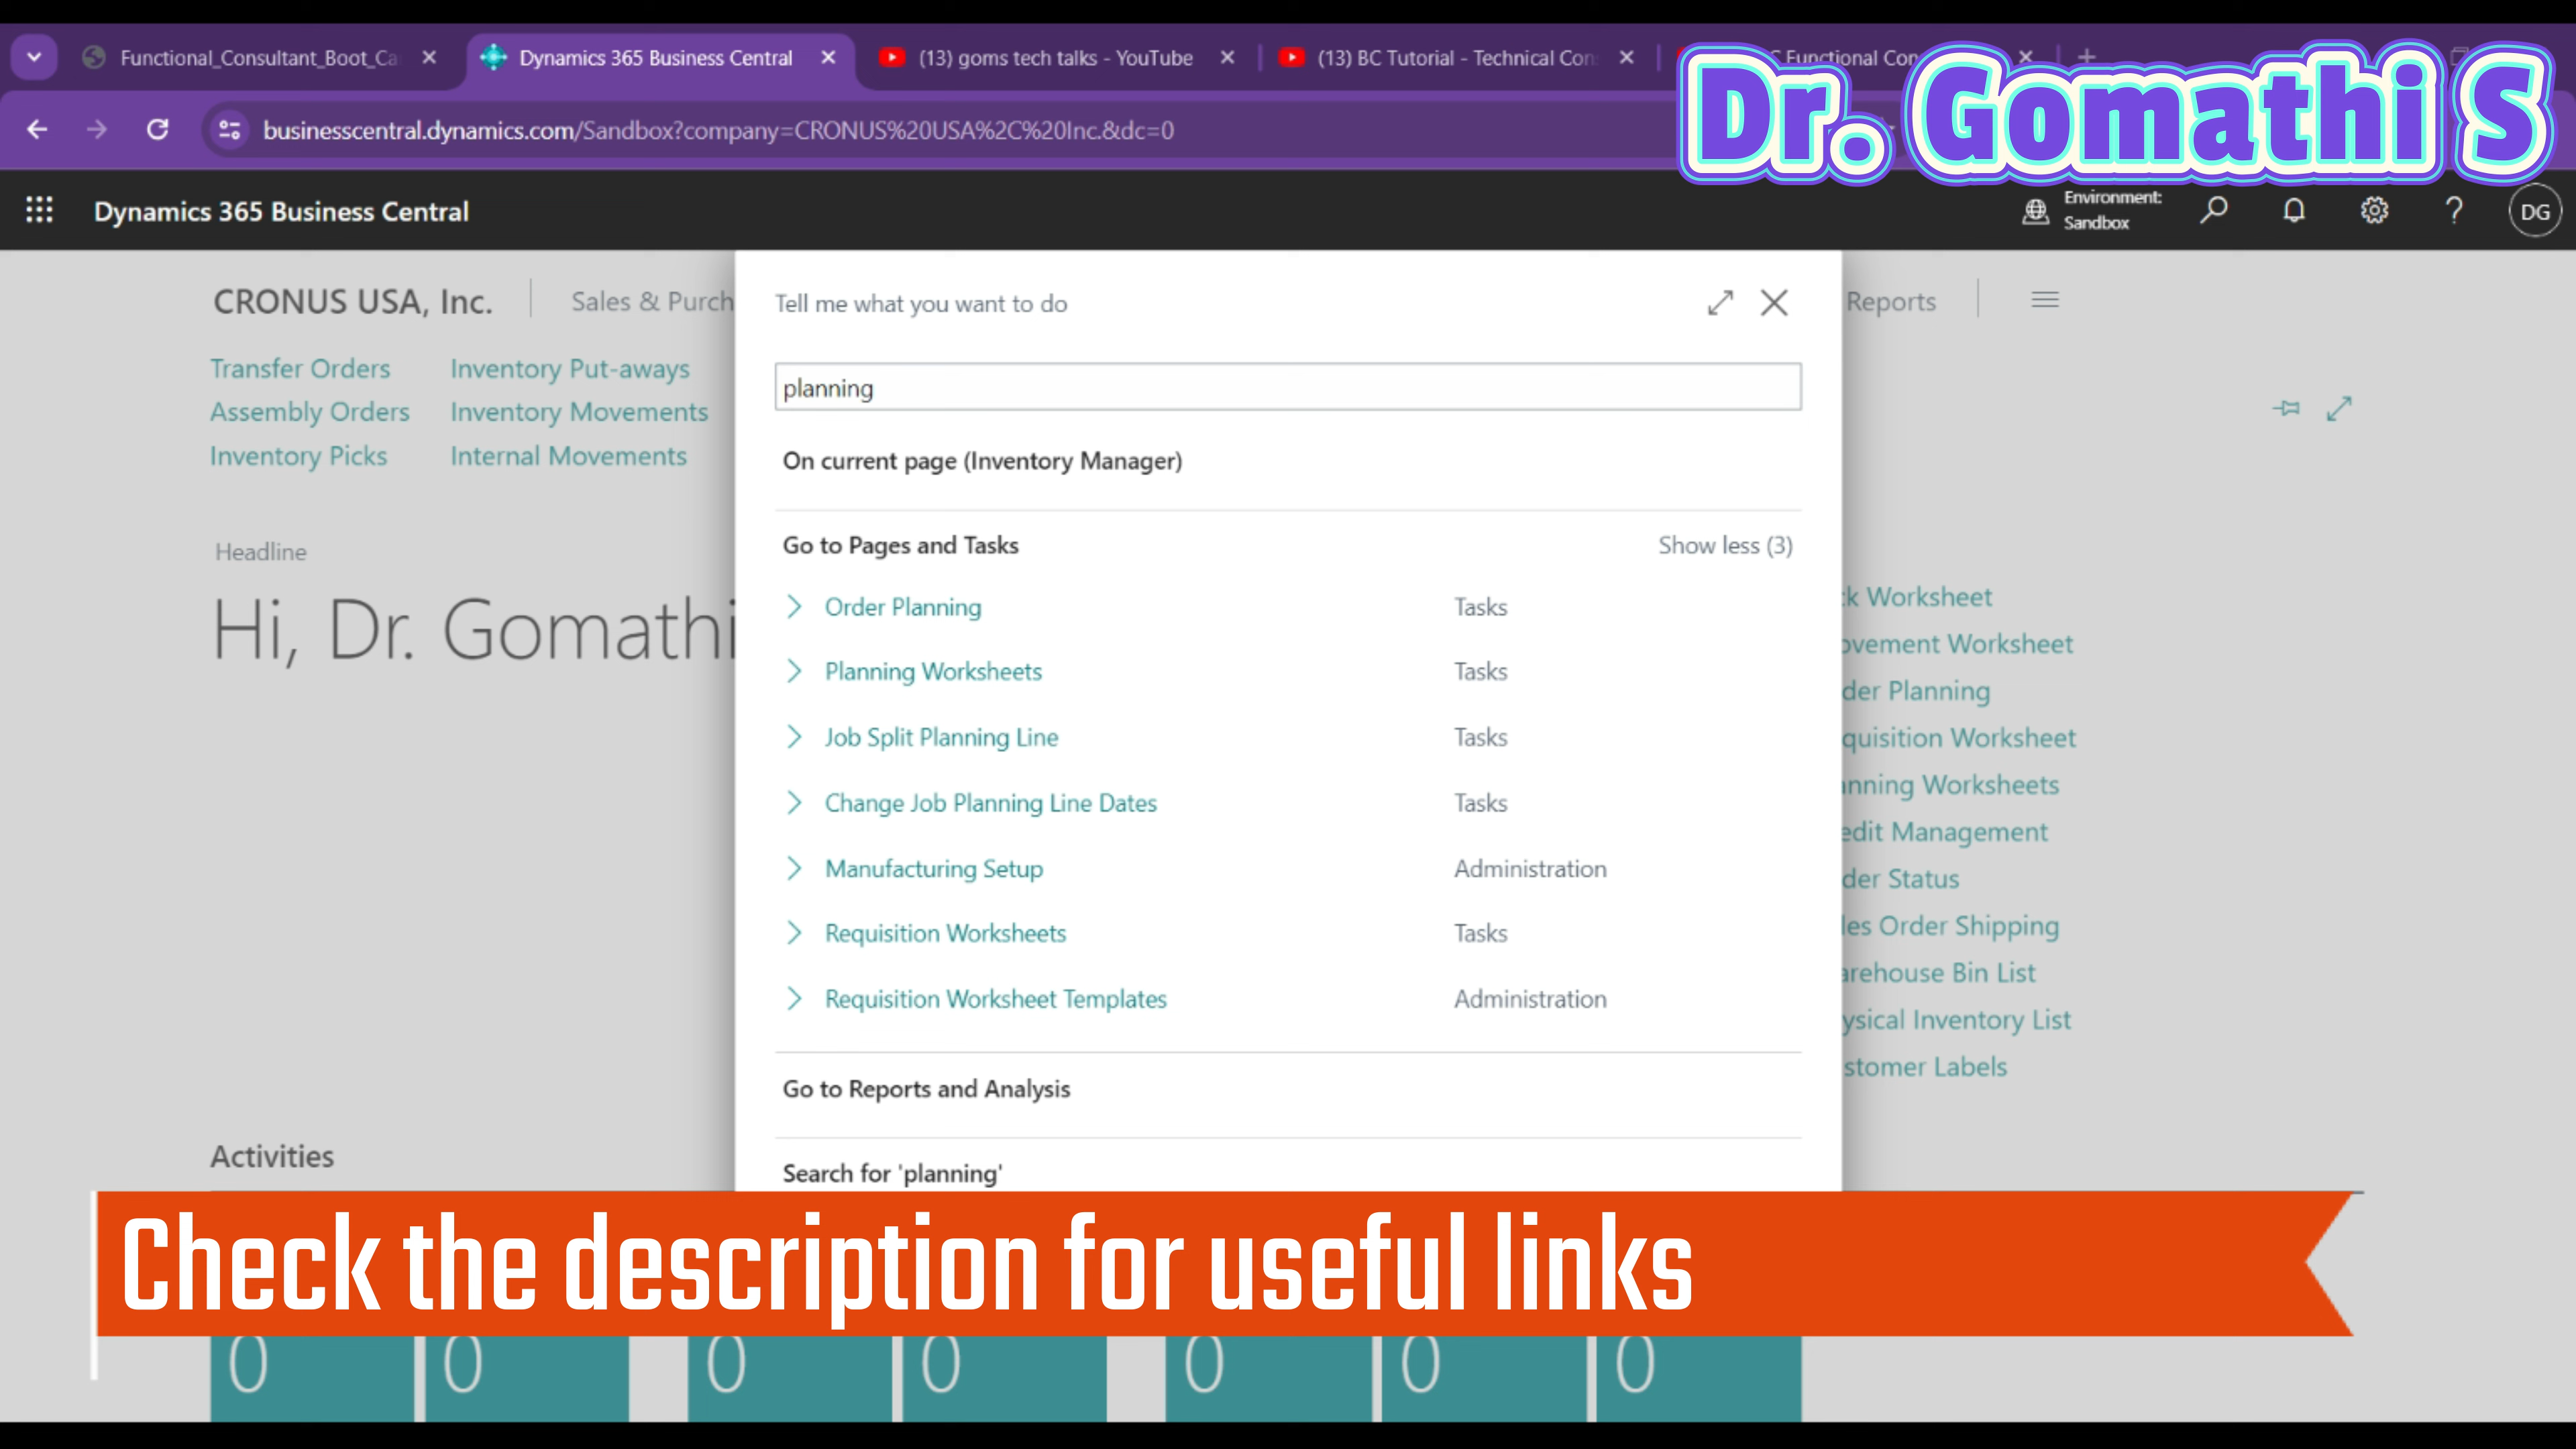 Functional_Consultant_Boot_Ca
Dynamics 365 Business Central
(13) goms tech talks - YouTube
(13) BC Tutorial - Technical Con
Functional Con
Dr. Gomathi S
businesscentral.dynamics.com/Sandbox?company=CRONUS%20USA%2C%20Inc.&dc=0
Dynamics 365 Business Central
Environment:
Sandbox
DG
CRONUS USA, Inc.
Sales & Purch
Reports
Transfer Orders
Inventory Put-aways
Assembly Orders
Inventory Movements
Inventory Picks
Internal Movements
Headline
Hi, Dr. Gomathi
Tell me what you want to do
planning
On current page (Inventory Manager)
Go to Pages and Tasks
Show less (3)
Order Planning
Tasks
Planning Worksheets
Tasks
Job Split Planning Line
Tasks
Change Job Planning Line Dates
Tasks
Manufacturing Setup
Administration
Requisition Worksheets
Tasks
Requisition Worksheet Templates
Administration
Go to Reports and Analysis
Search for 'planning'
k Worksheet
ovement Worksheet
der Planning
quisition Worksheet
nning Worksheets
edit Management
der Status
les Order Shipping
arehouse Bin List
ysical Inventory List
stomer Labels
Activities
Check the description for useful links
0
0
0
0
0
0
0